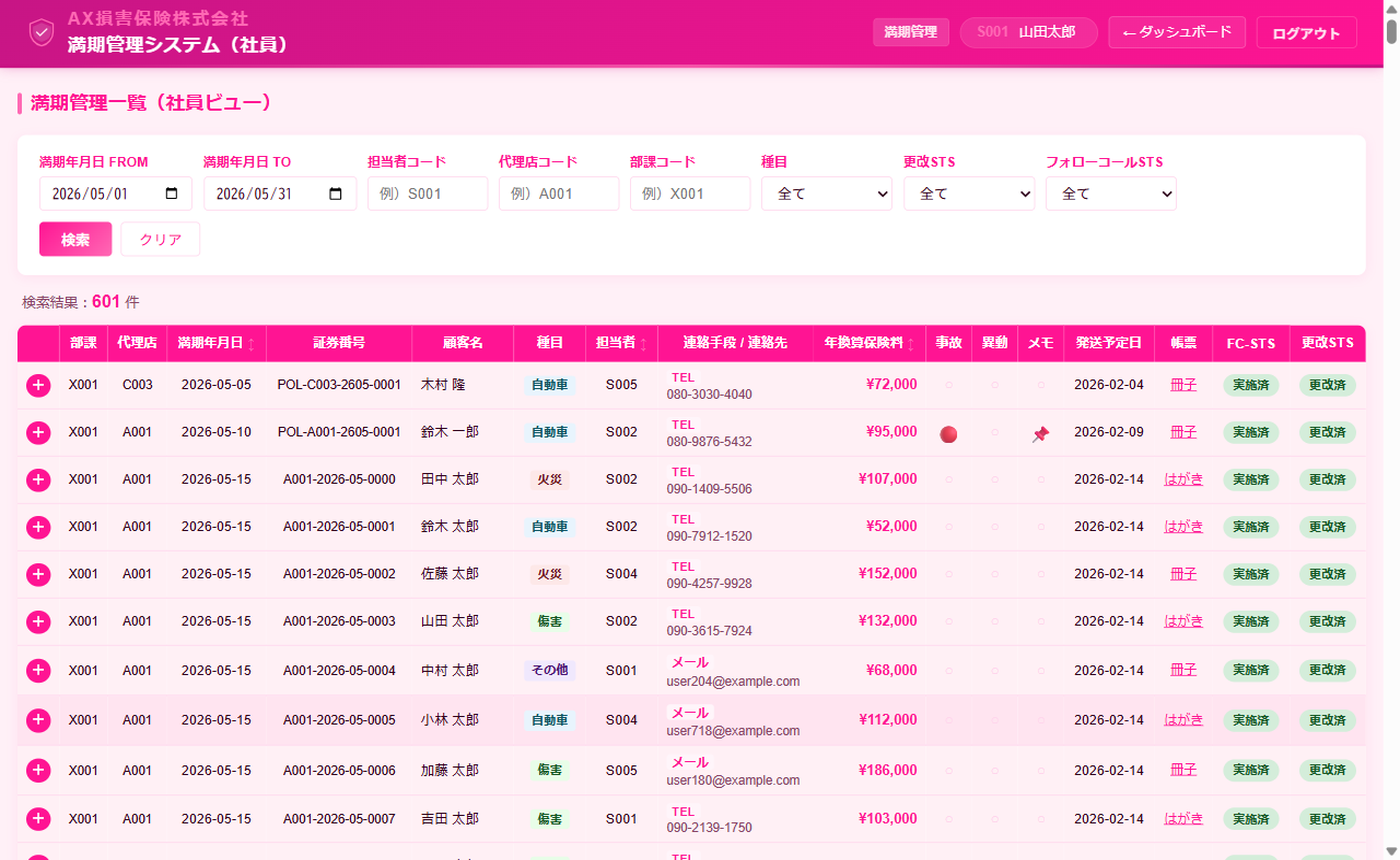 AX損害保険株式会社
満期管理システム（社員）
満期管理
S001 山田太郎
←ダッシュボード
ログアウト
満期管理一覧（社員ビュー）
満期年月日 FROM 満期年月日 TO 担当者コード 代理店コード 部課コード 種目 更改STS フォローコールSTS
2026/05/01 2026/05/31 例）S001 例）A001 例）X001 全て 全て 全て
検索 クリア
検索結果：601 件
部課 代理店 満期年月日↕ 証券番号 顧客名 種目 担当者↕ 連絡手段 / 連絡先 年換算保険料↕ 事故 異動 メモ 発送予定日 帳票 FC-STS 更改STS
+ X001 C003 2026-05-05 POL-C003-2605-0001 木村 隆 自動車 S005 TEL ¥72,000 ○ ○ ○ 2026-02-04 冊子 実施済 更改済
080-3030-4040
+ X001 A001 2026-05-10 POL-A001-2605-0001 鈴木 一郎 自動車 S002 TEL ¥95,000 🔴 ○ 📌 2026-02-09 冊子 実施済 更改済
080-9876-5432
+ X001 A001 2026-05-15 A001-2026-05-0000 田中 太郎 火災 S002 TEL ¥107,000 ○ ○ ○ 2026-02-14 はがき 実施済 更改済
090-1409-5506
+ X001 A001 2026-05-15 A001-2026-05-0001 鈴木 太郎 自動車 S002 TEL ¥52,000 ○ ○ ○ 2026-02-14 はがき 実施済 更改済
090-7912-1520
+ X001 A001 2026-05-15 A001-2026-05-0002 佐藤 太郎 火災 S004 TEL ¥152,000 ○ ○ ○ 2026-02-14 冊子 実施済 更改済
090-4257-9928
+ X001 A001 2026-05-15 A001-2026-05-0003 山田 太郎 傷害 S002 TEL ¥132,000 ○ ○ ○ 2026-02-14 はがき 実施済 更改済
090-3615-7924
+ X001 A001 2026-05-15 A001-2026-05-0004 中村 太郎 その他 S001 メール ¥68,000 ○ ○ ○ 2026-02-14 冊子 実施済 更改済
user204@example.com
+ X001 A001 2026-05-15 A001-2026-05-0005 小林 太郎 自動車 S004 メール ¥112,000 ○ ○ ○ 2026-02-14 はがき 実施済 更改済
user718@example.com
+ X001 A001 2026-05-15 A001-2026-05-0006 加藤 太郎 傷害 S005 メール ¥186,000 ○ ○ ○ 2026-02-14 冊子 実施済 更改済
user180@example.com
+ X001 A001 2026-05-15 A001-2026-05-0007 吉田 太郎 傷害 S001 TEL ¥103,000 ○ ○ ○ 2026-02-14 はがき 実施済 更改済
090-2139-1750
TEL